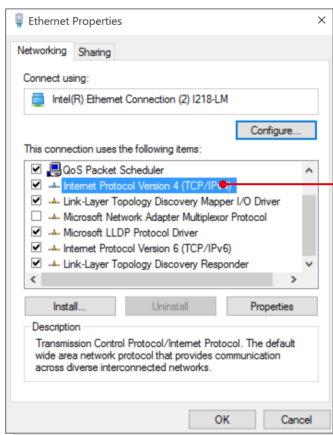 Ethernet Properties
Networking
Sharing
Connect using:
Intel(R) Ethernet Connection (2) I218-LM
Configure...
This connection uses the following items:
QoS Packet Scheduler
Internet Protocol Version 4 (TCP/IPv4)
Link-Layer Topology Discovery Mapper I/O Driver
Microsoft Network Adapter Multiplexor Protocol
Microsoft LLDP Protocol Driver
Internet Protocol Version 6 (TCP/IPv6)
Link-Layer Topology Discovery Responder
Install...
Uninstall
Properties
Description
Transmission Control Protocol/Internet Protocol. The default
wide area network protocol that provides communication
across diverse interconnected networks.
OK
Cancel